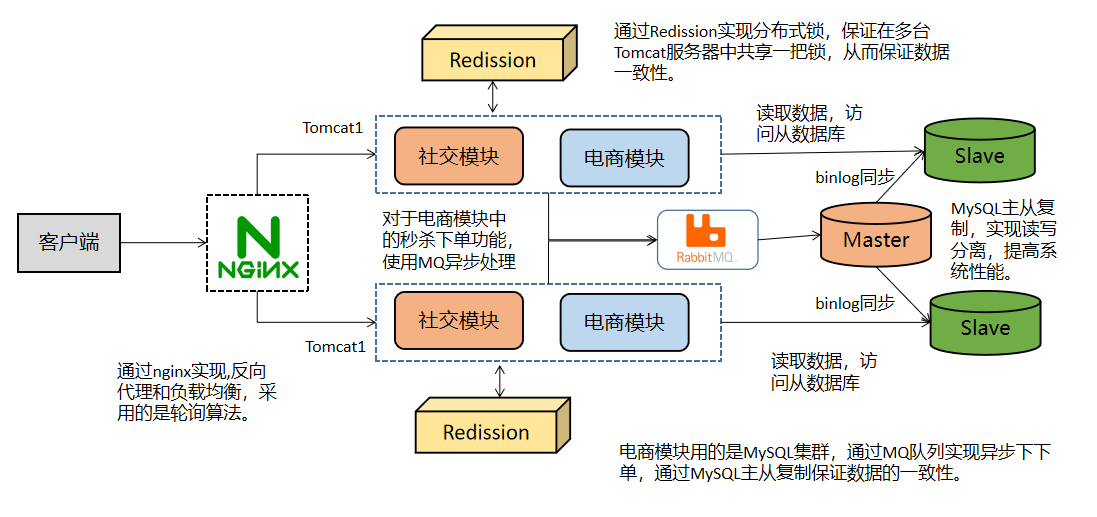 Redission
通过Redission实现分布式锁，保证在多台
Tomcat服务器中共享一把锁，从而保证数据
一致性。
Tomcat1
社交模块
电商模块
读取数据，访
问从数据库
Slave
binlog同步
客户端
NGINX
对于电商模块中
的秒杀下单功能，
使用MQ异步处理
RabbitMQ
Master
MySQL主从复
制，实现读写
分离，提高系
统性能。
社交模块
电商模块
binlog同步
Slave
Tomcat1
读取数据，访
问从数据库
通过nginx实现,反向
代理和负载均衡，采
用的是轮询算法。
Redission
电商模块用的是MySQL集群，通过MQ队列实现异步下下
单，通过MySQL主从复制保证数据的一致性。